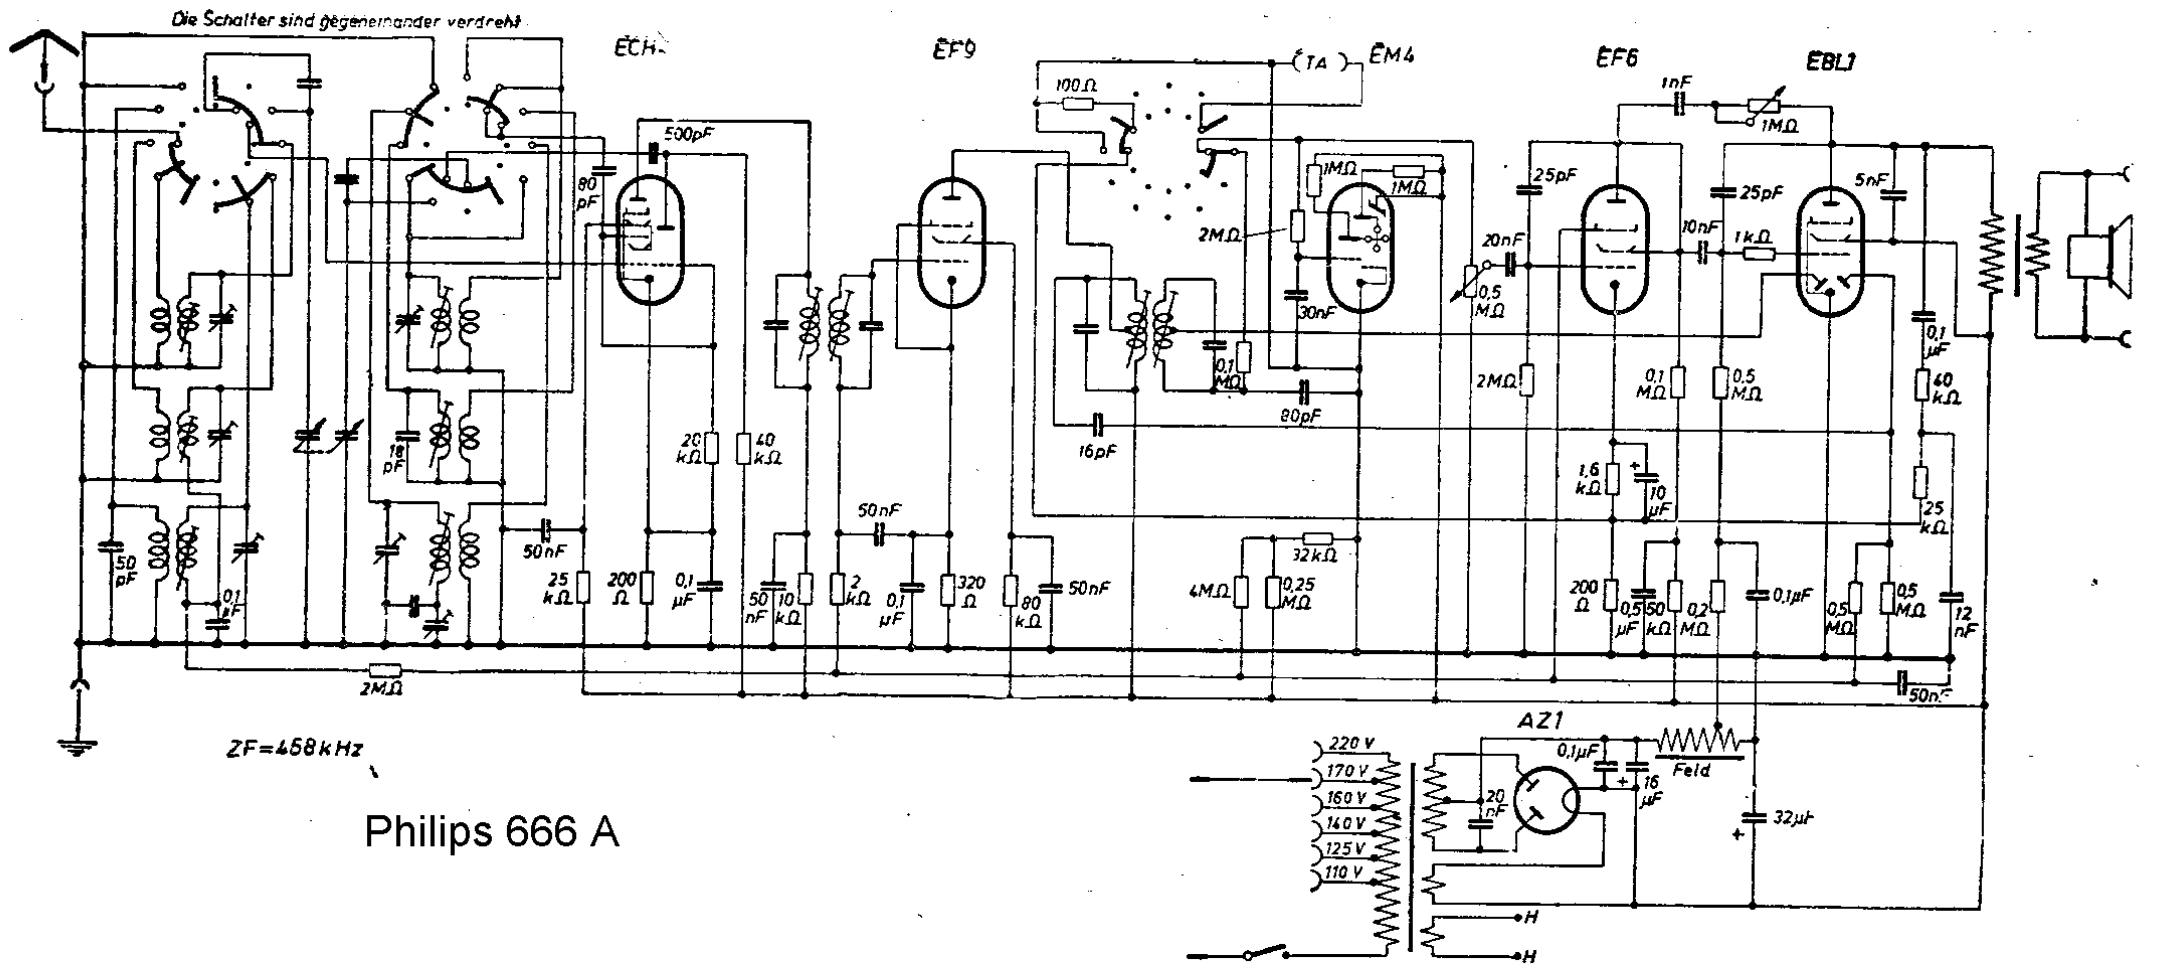 Die Schalter sind gegeneinander verdreht
ECH
EF9
(TA)
EM4
EF6
EBL1
100Ω
1nF
1MΩ
500pF
80
pF
1MΩ
1MΩ
25pF
25pF
5nF
2MΩ
20nF
10nF
1kΩ
30nF
0,5
MΩ
0,1
MΩ
80pF
16pF
2MΩ
0,1
MΩ
0,5
MΩ
0,1
µF
40
kΩ
18
pF
20
kΩ
40
kΩ
1,6
kΩ
+
10
µF
25
kΩ
50nF
50nF
32kΩ
50
pF
0,1
µF
25
kΩ
200
Ω
0,1
µF
50
nF
10
kΩ
2
kΩ
0,1
µF
320
Ω
80
kΩ
50nF
4MΩ
0,25
MΩ
200
Ω
0,5
µF
50
kΩ
0,2
MΩ
0,1µF
0,5
MΩ
0,5
MΩ
12
nF
2MΩ
50nF
ZF=468kHz
AZ1
220 V
170 V
160 V
140 V
125 V
110 V
20
nF
0,1µF
+
16
µF
Feld
32µF
+
H
H
Philips 666 A